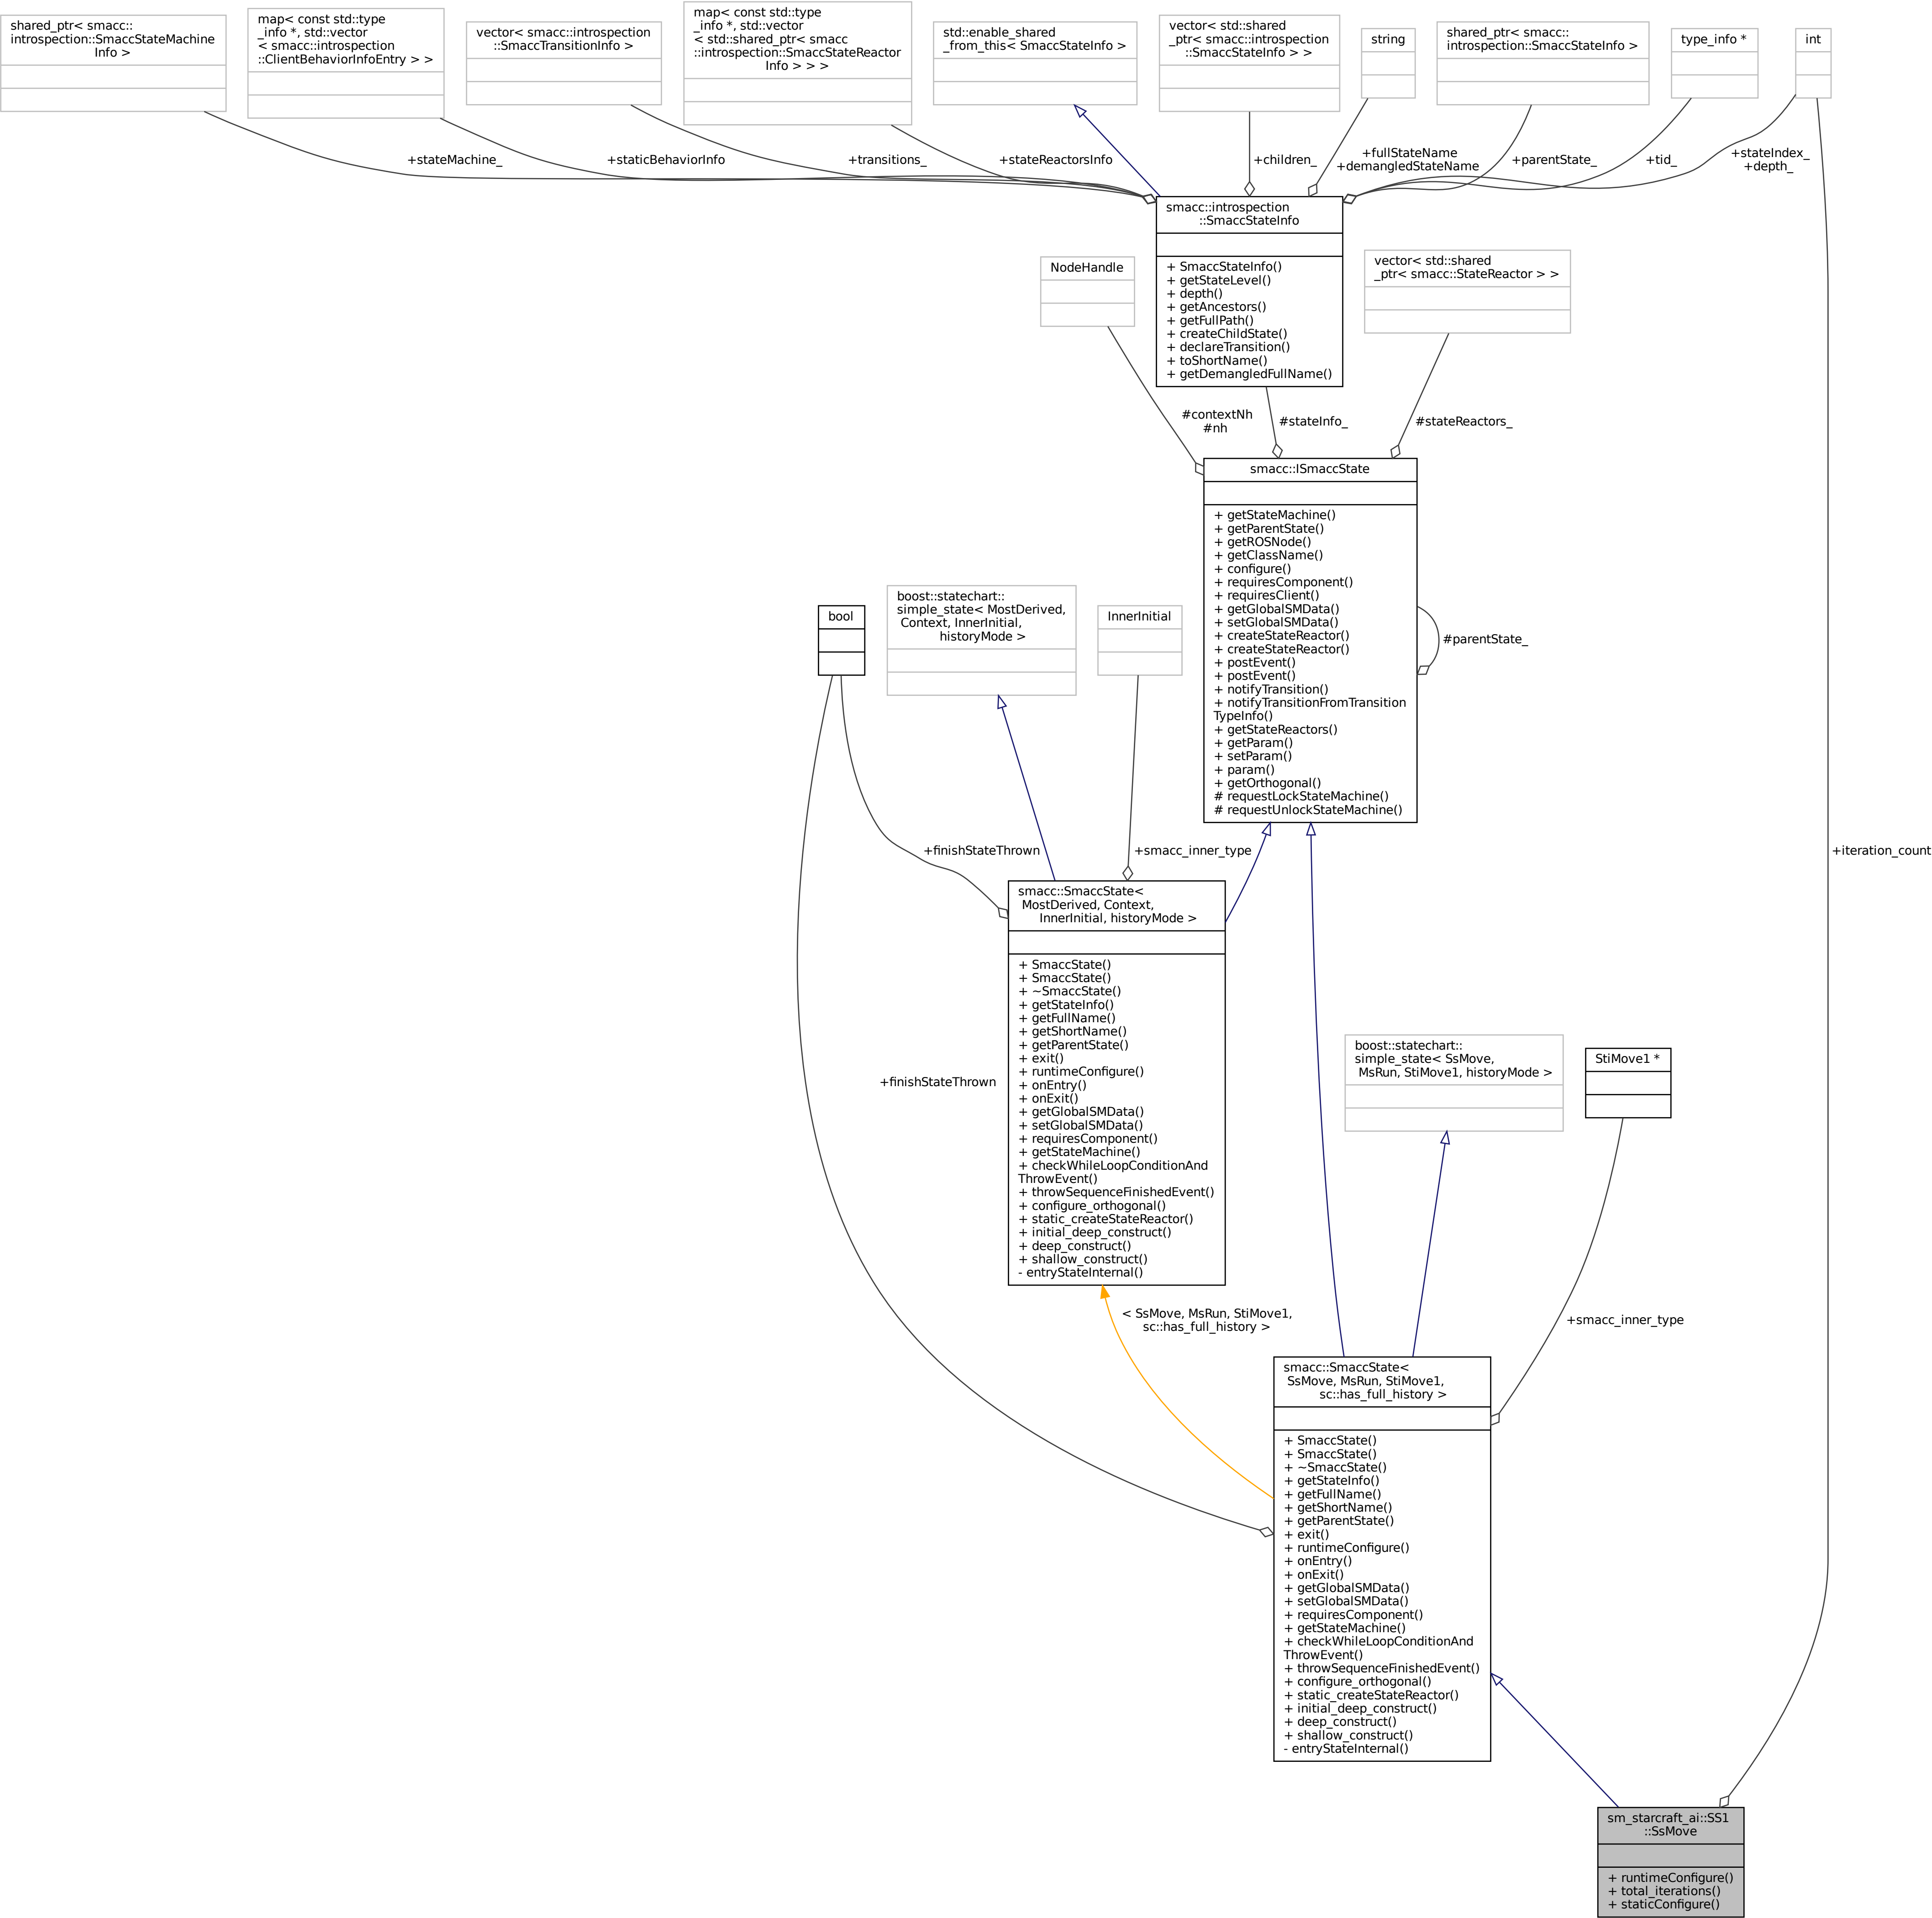 shared_ptr< smacc::
introspection::SmaccStateMachine
Info >
map< const std::type
_info *, std::vector
< smacc::introspection
::ClientBehaviorInfoEntry > >
vector< smacc::introspection
::SmaccTransitionInfo >
map< const std::type
_info *, std::vector
< std::shared_ptr< smacc
::introspection::SmaccStateReactor
Info > > >
std::enable_shared
_from_this< SmaccStateInfo >
vector< std::shared
_ptr< smacc::introspection
::SmaccStateInfo > >
string
shared_ptr< smacc::
introspection::SmaccStateInfo >
type_info *
int
+stateMachine_
+staticBehaviorInfo
+transitions_
+stateReactorsInfo
+children_
+fullStateName
+demangledStateName
+parentState_
+tid_
+stateIndex_
+depth_
smacc::introspection
::SmaccStateInfo
+ SmaccStateInfo()
+ getStateLevel()
+ depth()
+ getAncestors()
+ getFullPath()
+ createChildState()
+ declareTransition()
+ toShortName()
+ getDemangledFullName()
NodeHandle
vector< std::shared
_ptr< smacc::StateReactor > >
#contextNh
#nh
#stateInfo_
#stateReactors_
smacc::ISmaccState
+ getStateMachine()
+ getParentState()
+ getROSNode()
+ getClassName()
+ configure()
+ requiresComponent()
+ requiresClient()
+ getGlobalSMData()
+ setGlobalSMData()
+ createStateReactor()
+ createStateReactor()
+ postEvent()
+ postEvent()
+ notifyTransition()
+ notifyTransitionFromTransition
TypeInfo()
+ getStateReactors()
+ getParam()
+ setParam()
+ param()
+ getOrthogonal()
# requestLockStateMachine()
# requestUnlockStateMachine()
#parentState_
bool
boost::statechart::
simple_state< MostDerived,
Context, InnerInitial,
historyMode >
InnerInitial
+finishStateThrown
+smacc_inner_type
+iteration_count
smacc::SmaccState<
MostDerived, Context,
InnerInitial, historyMode >
+ SmaccState()
+ SmaccState()
+ ~SmaccState()
+ getStateInfo()
+ getFullName()
+ getShortName()
+ getParentState()
+ exit()
+ runtimeConfigure()
+ onEntry()
+ onExit()
+ getGlobalSMData()
+ setGlobalSMData()
+ requiresComponent()
+ getStateMachine()
+ checkWhileLoopConditionAnd
ThrowEvent()
+ throwSequenceFinishedEvent()
+ configure_orthogonal()
+ static_createStateReactor()
+ initial_deep_construct()
+ deep_construct()
+ shallow_construct()
- entryStateInternal()
+finishStateThrown
boost::statechart::
simple_state< SsMove,
MsRun, StiMove1, historyMode >
StiMove1 *
< SsMove, MsRun, StiMove1,
sc::has_full_history >
+smacc_inner_type
smacc::SmaccState<
SsMove, MsRun, StiMove1,
sc::has_full_history >
+ SmaccState()
+ SmaccState()
+ ~SmaccState()
+ getStateInfo()
+ getFullName()
+ getShortName()
+ getParentState()
+ exit()
+ runtimeConfigure()
+ onEntry()
+ onExit()
+ getGlobalSMData()
+ setGlobalSMData()
+ requiresComponent()
+ getStateMachine()
+ checkWhileLoopConditionAnd
ThrowEvent()
+ throwSequenceFinishedEvent()
+ configure_orthogonal()
+ static_createStateReactor()
+ initial_deep_construct()
+ deep_construct()
+ shallow_construct()
- entryStateInternal()
sm_starcraft_ai::SS1
::SsMove
+ runtimeConfigure()
+ total_iterations()
+ staticConfigure()